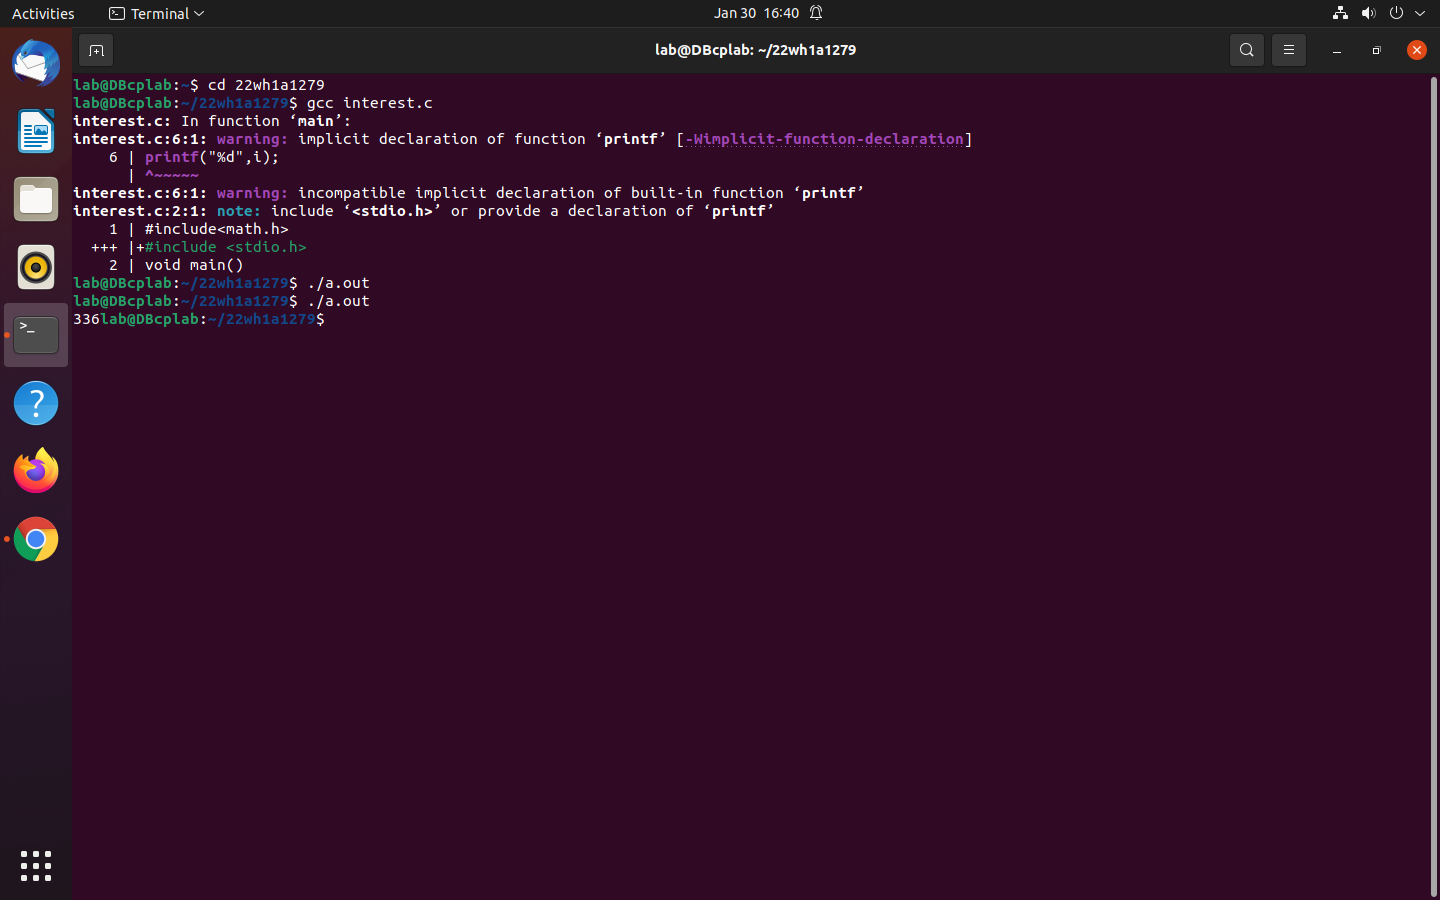 Activities
Terminal
Jan 30 16:40
lab@DBcplab: ~/22wh1a1279
lab@DBcplab:~$ cd 22wh1a1279
lab@DBcplab:~/22wh1a1279$ gcc interest.c
interest.c: In function ‘main’:
interest.c:6:1: warning: implicit declaration of function ‘printf’ [-Wimplicit-function-declaration]
    6 | printf("%d",i);
      | ^~~~~~
interest.c:6:1: warning: incompatible implicit declaration of built-in function ‘printf’
interest.c:2:1: note: include ‘<stdio.h>’ or provide a declaration of ‘printf’
    1 | #include<math.h>
  +++ |+#include <stdio.h>
    2 | void main()
lab@DBcplab:~/22wh1a1279$ ./a.out
lab@DBcplab:~/22wh1a1279$ ./a.out
336lab@DBcplab:~/22wh1a1279$